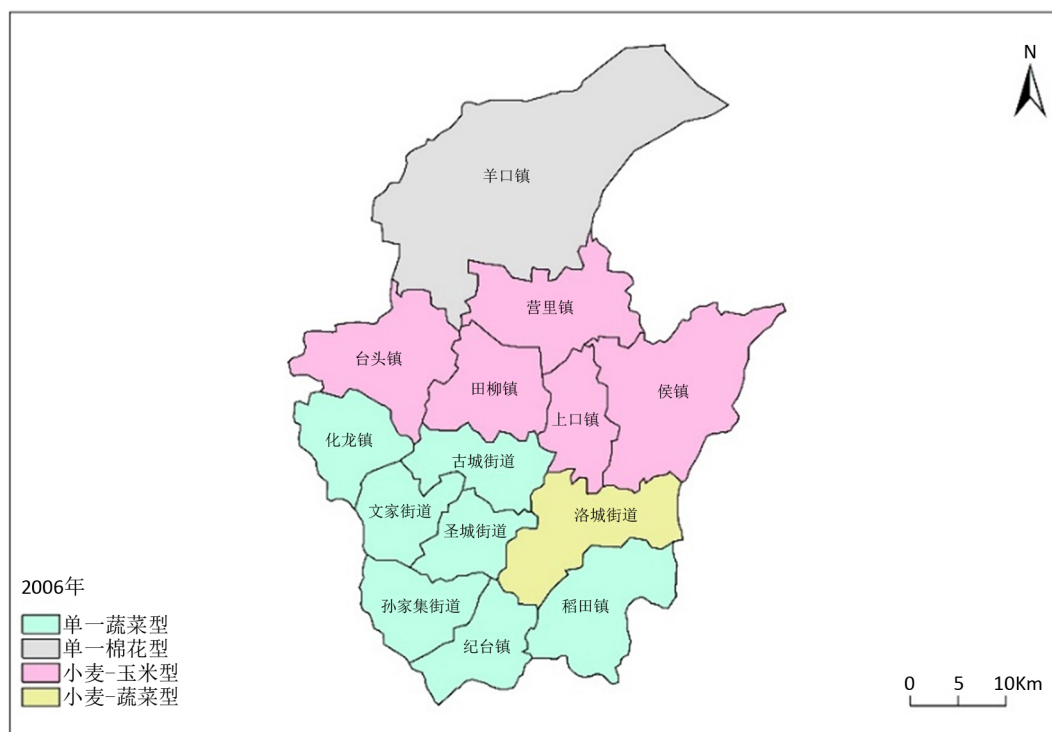 N
羊口镇
营里镇
台头镇
田柳镇
侯镇
上口镇
化龙镇
古城街道
文家街道
洛城街道
圣城街道
孙家集街道
稻田镇
纪台镇
2006年
单一蔬菜型
单一棉花型
小麦-玉米型
小麦-蔬菜型
0 5 10Km